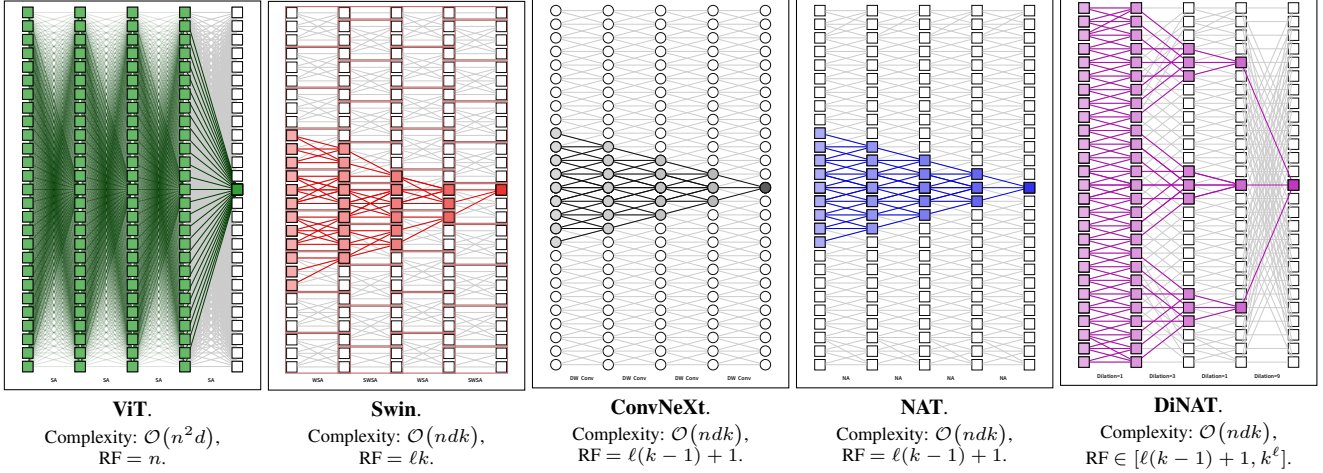 SA SA SA SA
WSA SWSA WSA SWSA
DW Conv DW Conv DW Conv DW Conv
NA NA NA NA
Dilation=1 Dilation=3 Dilation=1 Dilation=9
ViT.
Complexity: O(n²d),
RF = n.
Swin.
Complexity: O(ndk),
RF = ℓk.
ConvNeXt.
Complexity: O(ndk),
RF = ℓ(k − 1) + 1.
NAT.
Complexity: O(ndk),
RF = ℓ(k − 1) + 1.
DiNAT.
Complexity: O(ndk),
RF ∈ [ℓ(k − 1) + 1, k^ℓ].